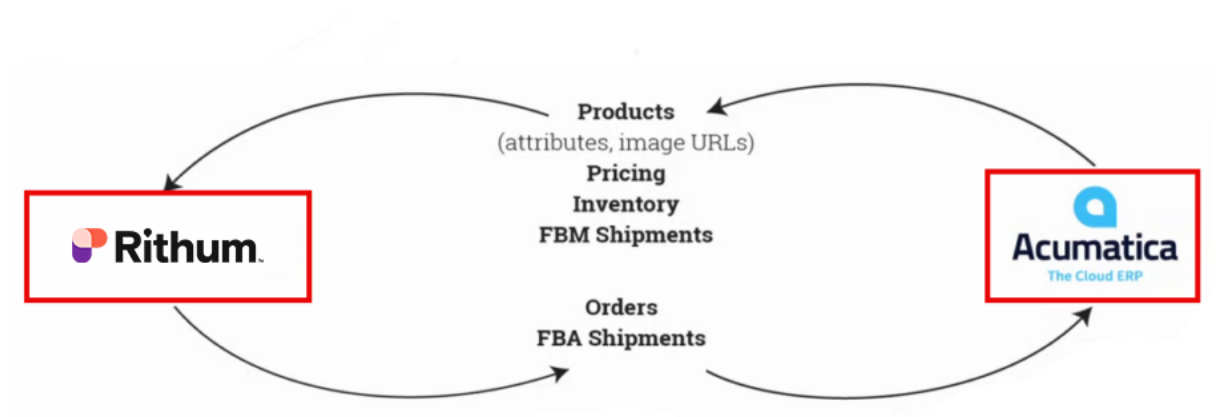 Products
(attributes, image URLs)
Pricing
Inventory
FBM Shipments
Rithum
Acumatica
The Cloud ERP
Orders
FBA Shipments